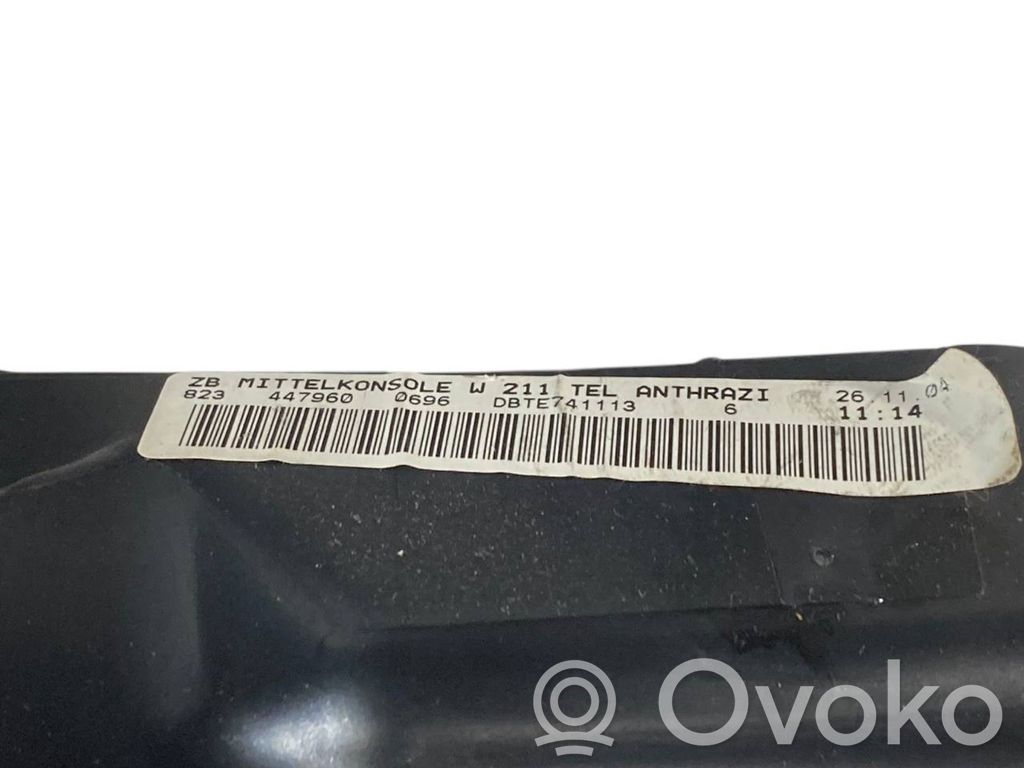 ZB MITTELKONSOLE W 211 TEL ANTHRAZI 26.11.04
823 447960 0696 DBTE741113 6 11:14
Ovoko